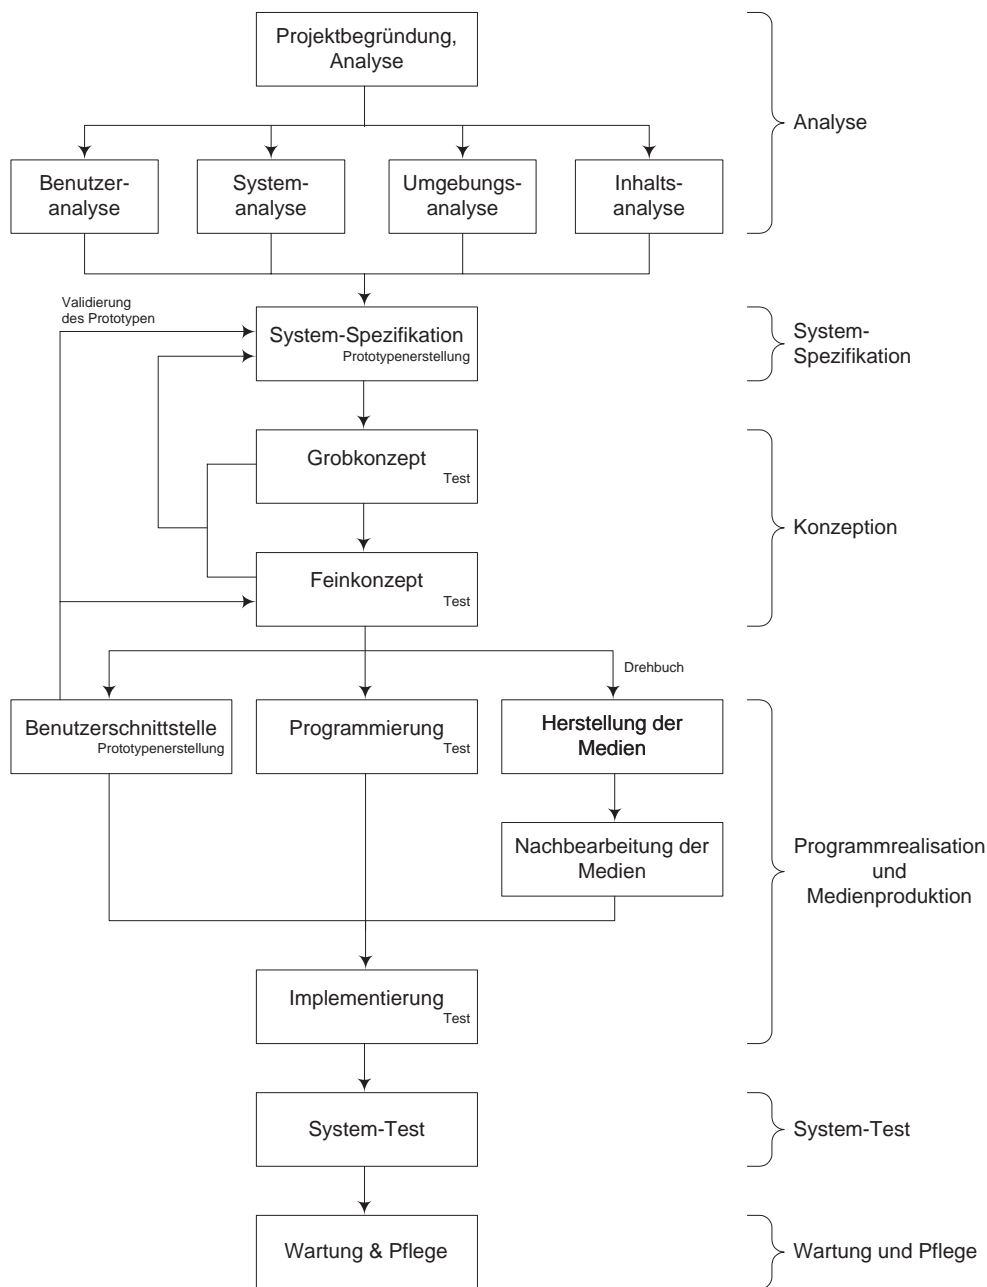 Projektbegründung,
Analyse
Analyse
Benutzer-
analyse
System-
analyse
Umgebungs-
analyse
Inhalts-
analyse
Validierung
des Prototypen
System-Spezifikation
Prototypenerstellung
System-
Spezifikation
Grobkonzept
Test
Konzeption
Feinkonzept
Test
Drehbuch
Benutzerschnittstelle
Prototypenerstellung
Programmierung
Test
Herstellung der
Medien
Nachbearbeitung der
Medien
Programmrealisation
und
Medienproduktion
Implementierung
Test
System-Test
System-Test
Wartung & Pflege
Wartung und Pflege